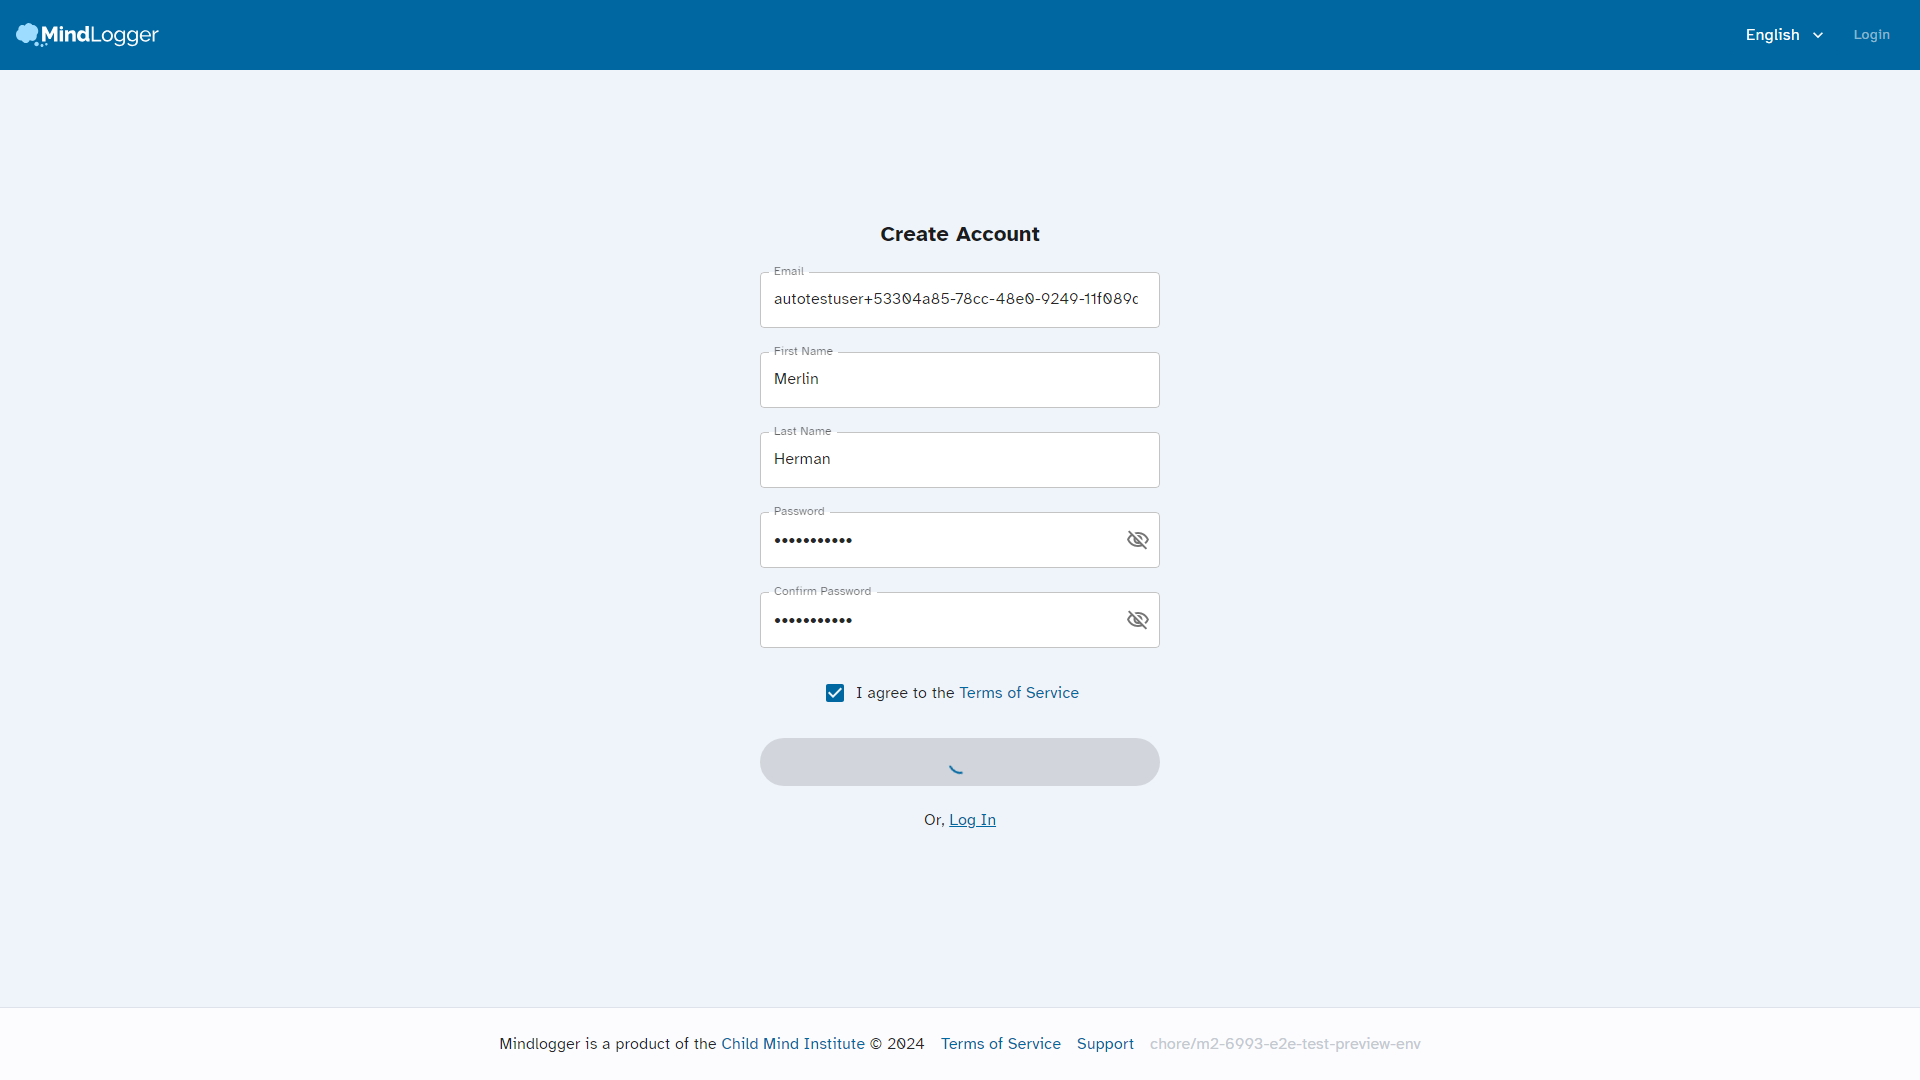 MindLogger
English
Login
Create Account
Email
autotestuser+53304a85-78cc-48e0-9249-11f089
First Name
Merlin
Last Name
Herman
Password
•••••••••••
Confirm Password
•••••••••••
I agree to the Terms of Service
Or, Log In
Mindlogger is a product of the Child Mind Institute © 2024 Terms of Service Support chore/m2-6993-e2e-test-preview-env